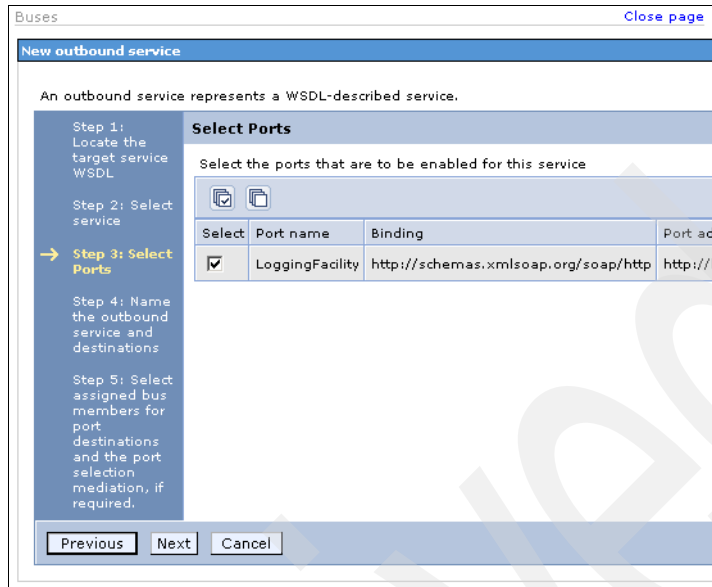 Buses
Close page
New outbound service
An outbound service represents a WSDL-described service.
Step 1:
Locate the
target service
WSDL
Step 2: Select
service
Step 3: Select
Ports
Step 4: Name
the outbound
service and
destinations
Step 5: Select
assigned bus
members for
port
destinations
and the port
selection
mediation, if
required.
Select Ports
Select the ports that are to be enabled for this service
Select Port name Binding Port ad
LoggingFacility http://schemas.xmlsoap.org/soap/http http://
Previous Next Cancel